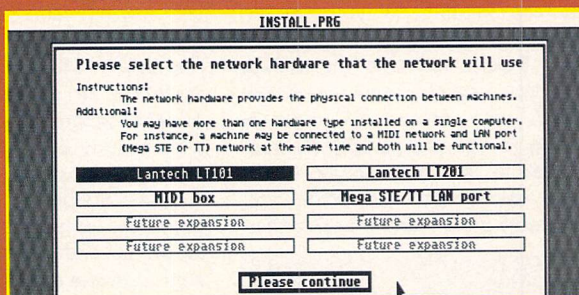 INSTALL.PRG
Please select the network hardware that the network will use
Instructions:
The network hardware provides the physical connection between machines.
Additional:
You may have more than one hardware type installed on a single computer.
For instance, a machine may be connected to a MIDI network and LAN port
(Mega STE or TT) network at the same time and both will be functional.
Lantech LT101
Lantech LT201
MIDI box
Mega STE/TT LAN port
Future expansion
Future expansion
Future expansion
Future expansion
Please continue